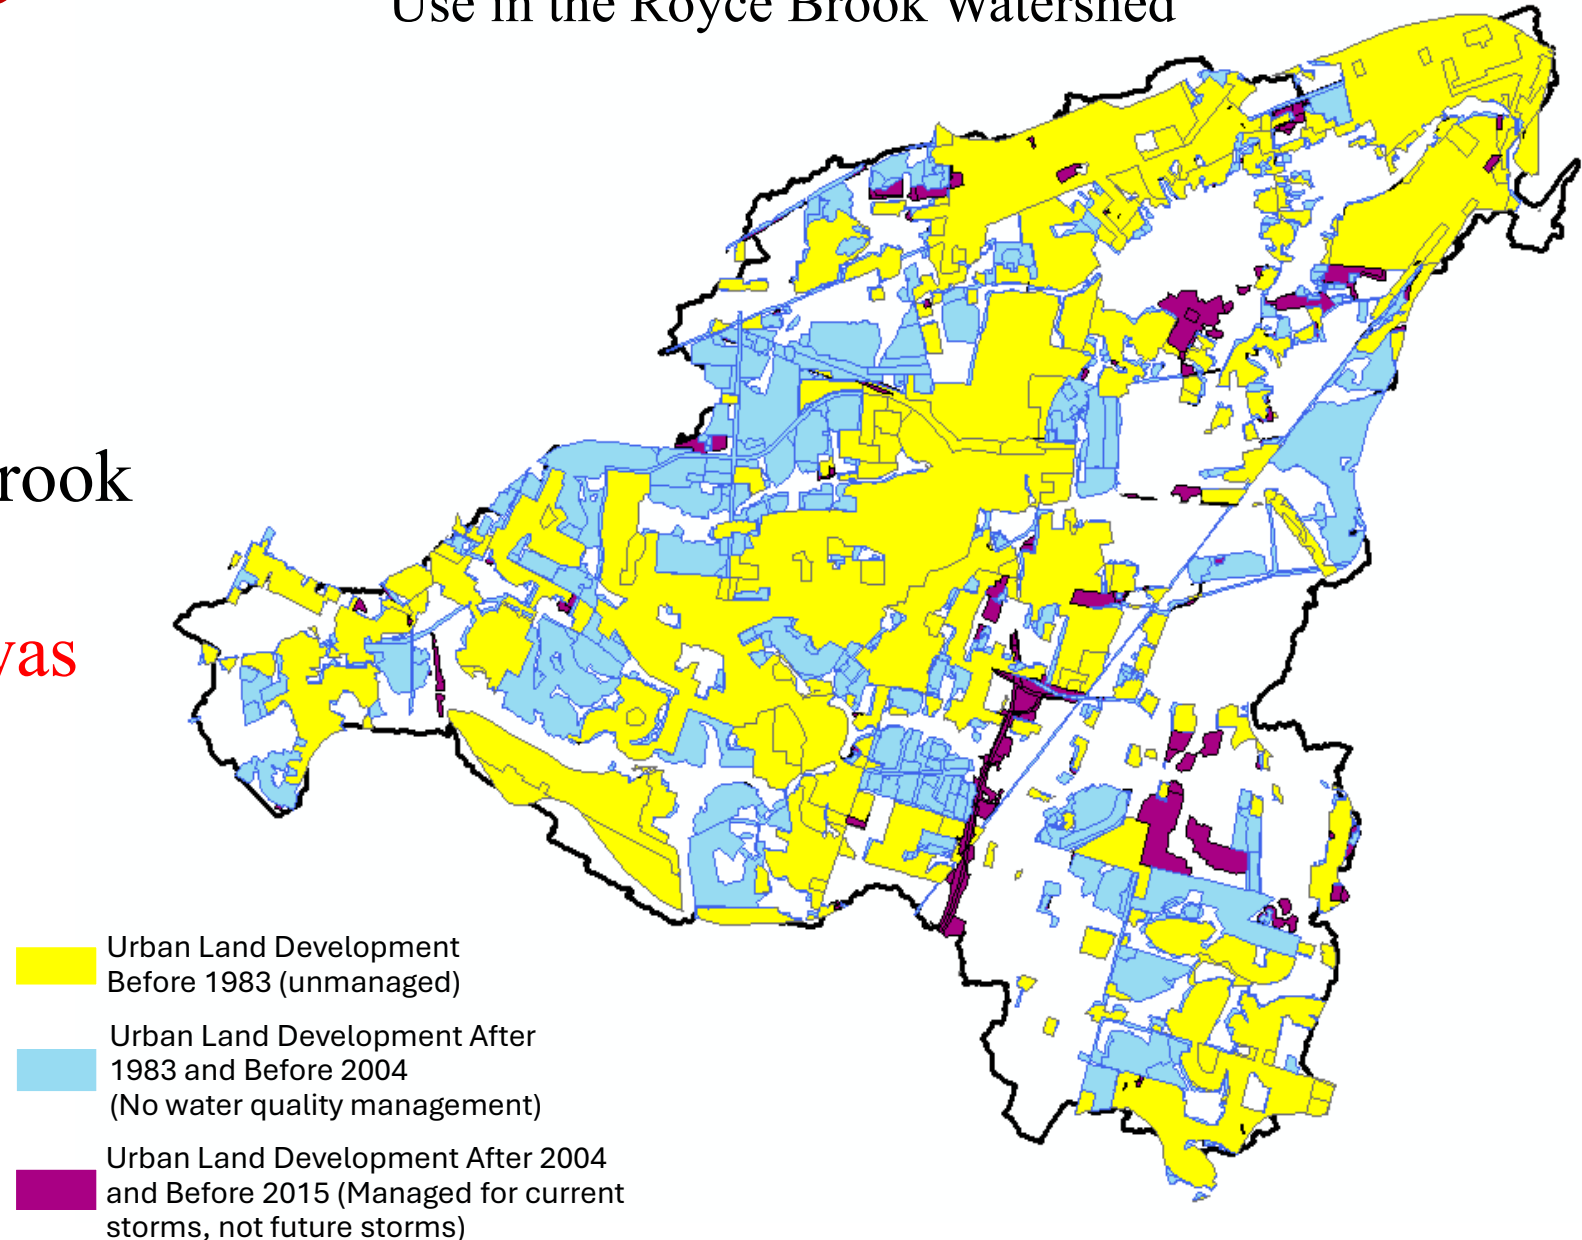 Use in the Royce Brook Watershed
rook
vas
Urban Land Development
Before 1983 (unmanaged)
Urban Land Development After
1983 and Before 2004
(No water quality management)
Urban Land Development After 2004
and Before 2015 (Managed for current
storms, not future storms)